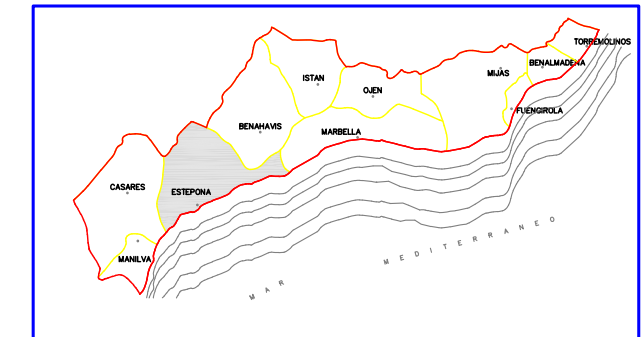 TORREMOLINOS
BENALMADENA
MIJAS
ISTAN
OJEN
FUENGIROLA
BENAHAVIS
MARBELLA
CASARES
ESTEPONA
MANILVA
MAR MEDITERRANEO